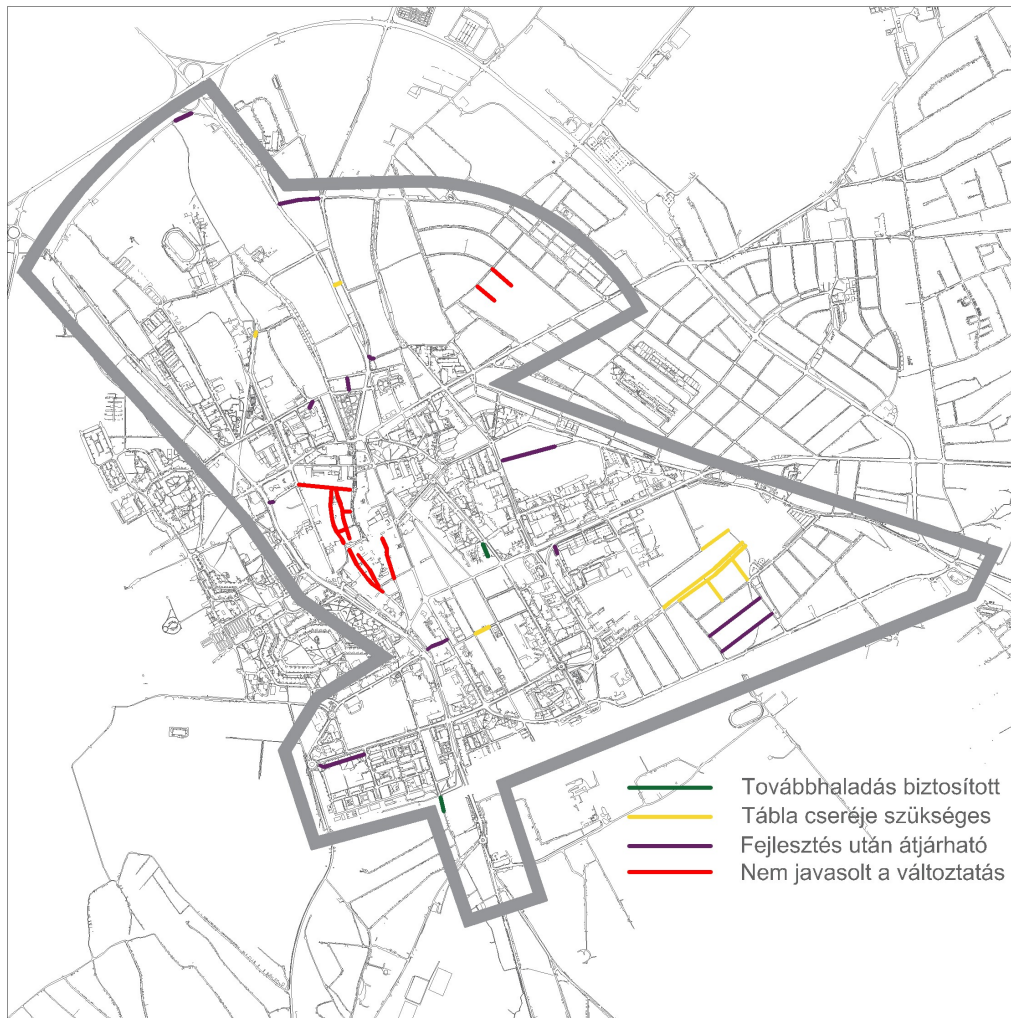 Továbbhaladás biztosított
Tábla cseréje szükséges
Fejlesztés után átjárható
Nem javasolt a változtatás